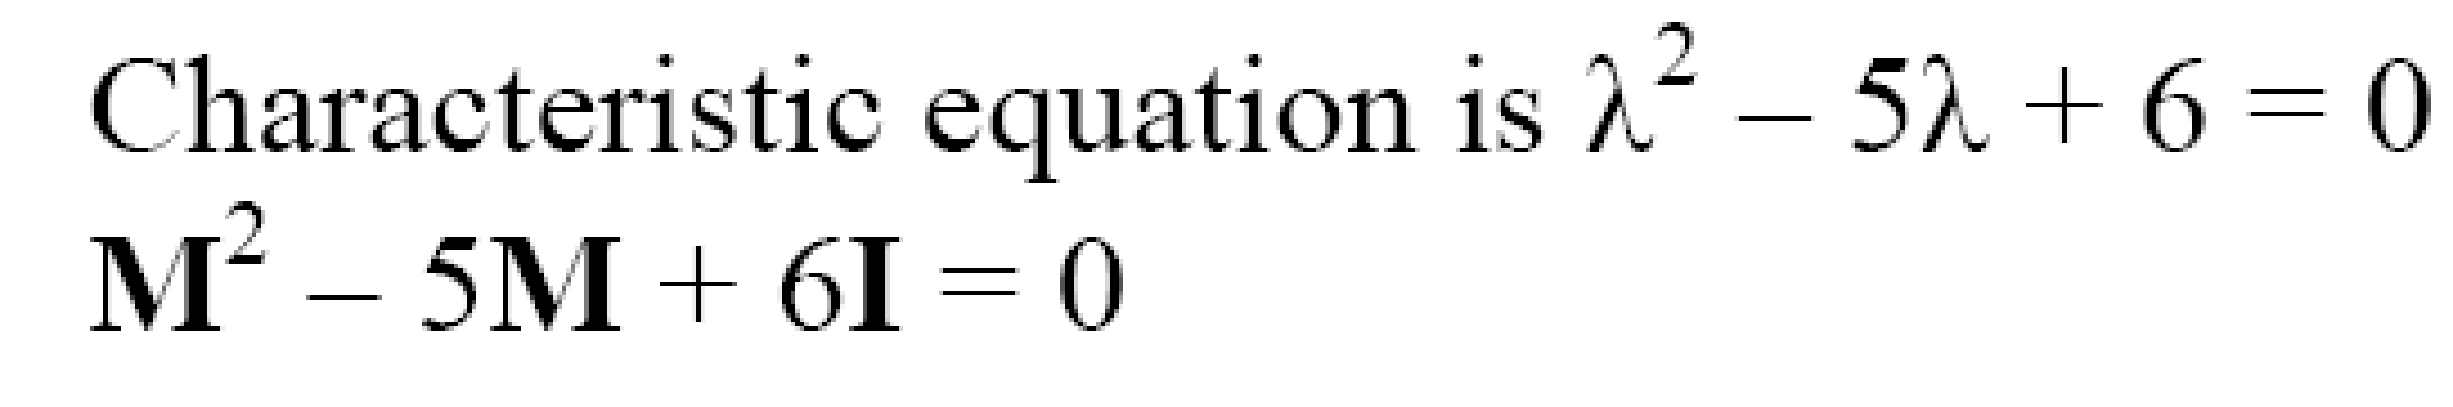 Characteristic equation is λ² – 5λ + 6 = 0
M² – 5M + 6I = 0